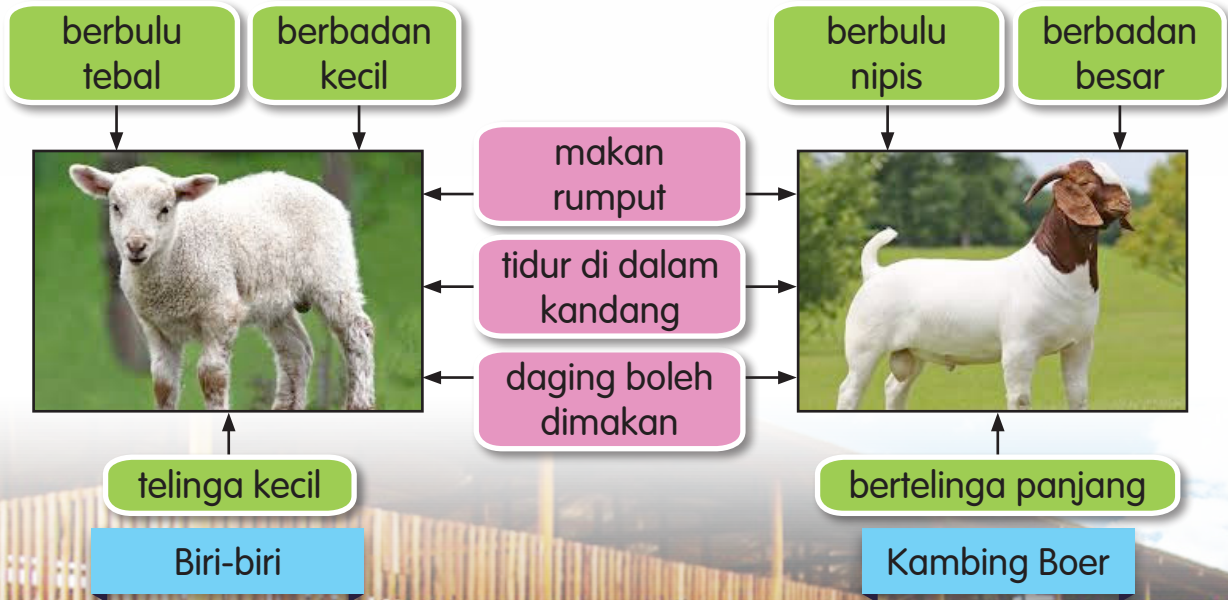 berbulu
tebal
berbadan
kecil
berbulu
nipis
berbadan
besar
makan
rumput
tidur di dalam
kandang
daging boleh
dimakan
telinga kecil
bertelinga panjang
Biri-biri
Kambing Boer